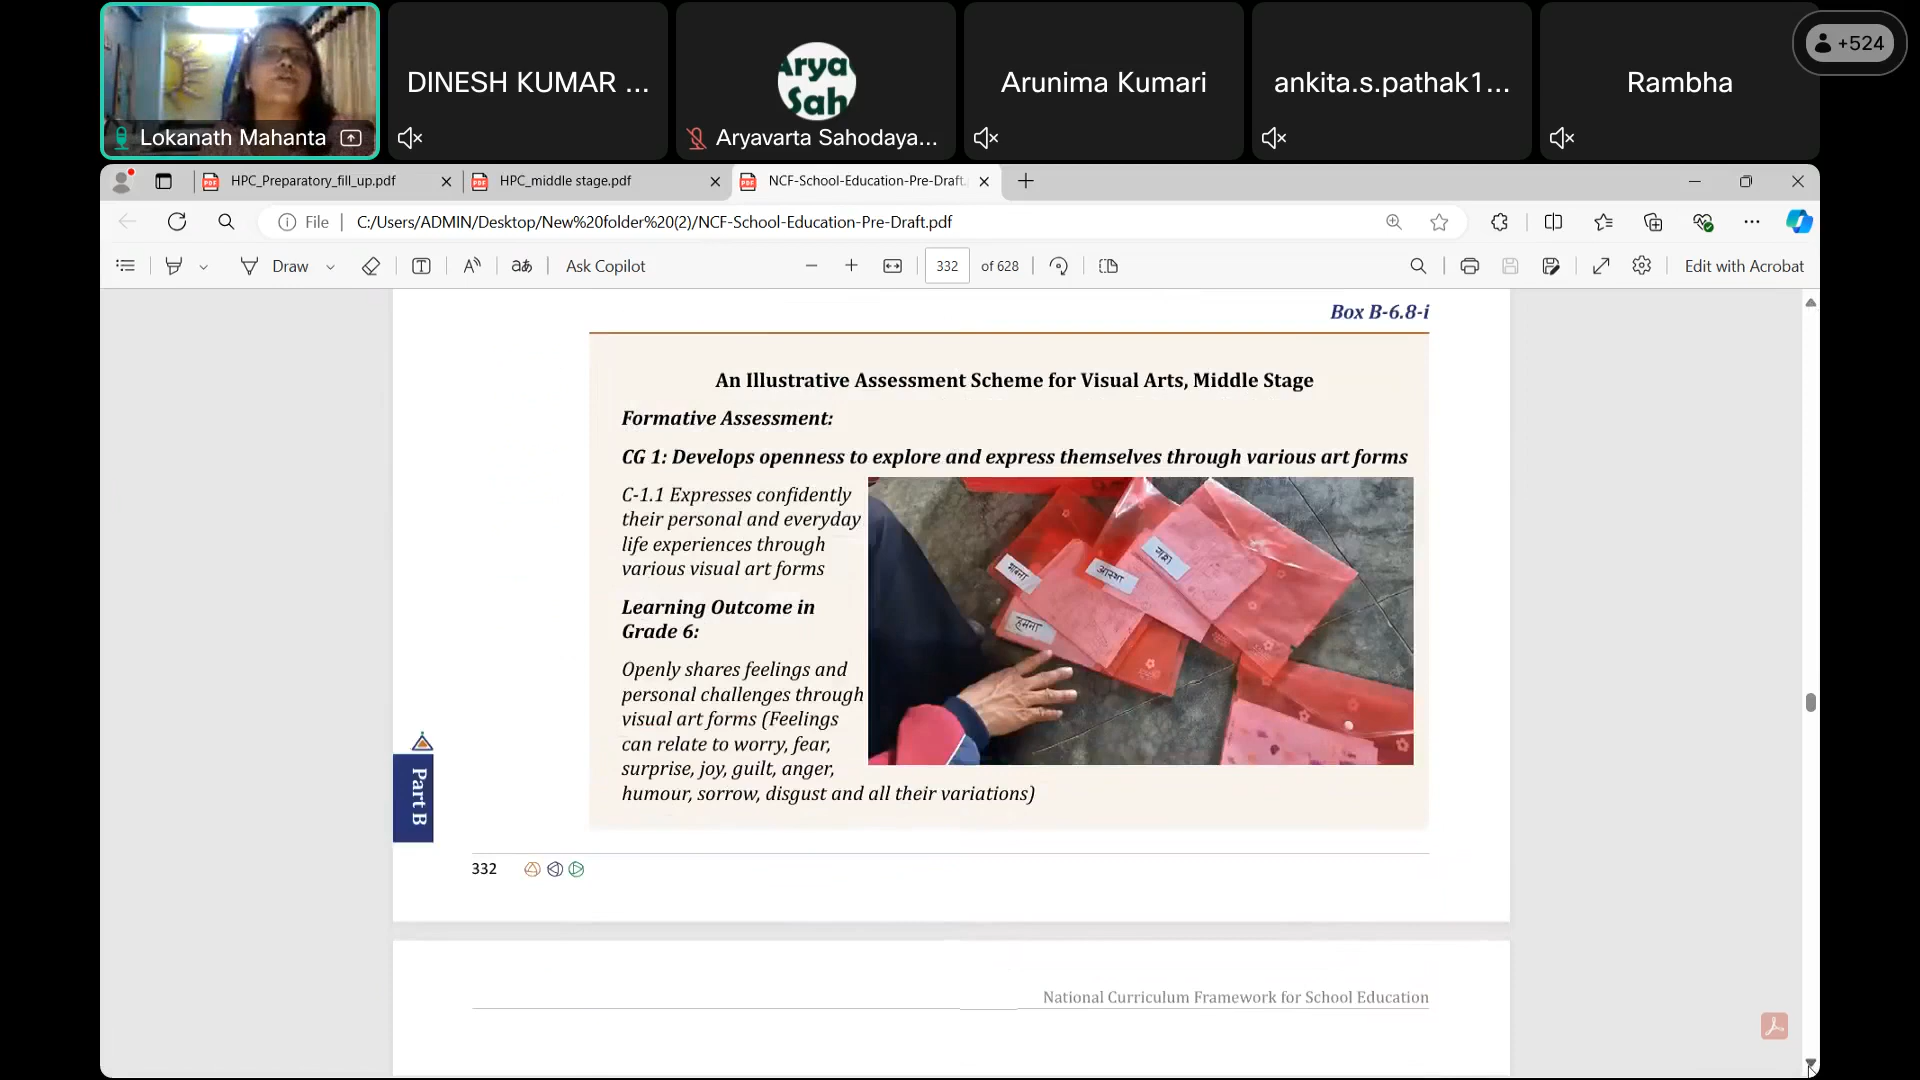 DINESH KUMAR ...
Arya
Sah
Arunima Kumari
ankita.s.pathak1...
Rambha
+524
Lokanath Mahanta
Aryavarta Sahodaya...
HPC_Preparatory_fill_up.pdf
HPC_middle stage.pdf
NCF-School-Education-Pre-Draft.
File
C:/Users/ADMIN/Desktop/New%20folder%20(2)/NCF-School-Education-Pre-Draft.pdf
Draw
Ask Copilot
332
of 628
Edit with Acrobat
Box B-6.8-i
An Illustrative Assessment Scheme for Visual Arts, Middle Stage
Formative Assessment:
CG 1: Develops openness to explore and express themselves through various art forms
C-1.1 Expresses confidently
their personal and everyday
life experiences through
various visual art forms
Learning Outcome in
Grade 6:
Openly shares feelings and
personal challenges through
visual art forms (Feelings
can relate to worry, fear,
surprise, joy, guilt, anger,
humour, sorrow, disgust and all their variations)
आस्था
हमना
Part B
332
National Curriculum Framework for School Education